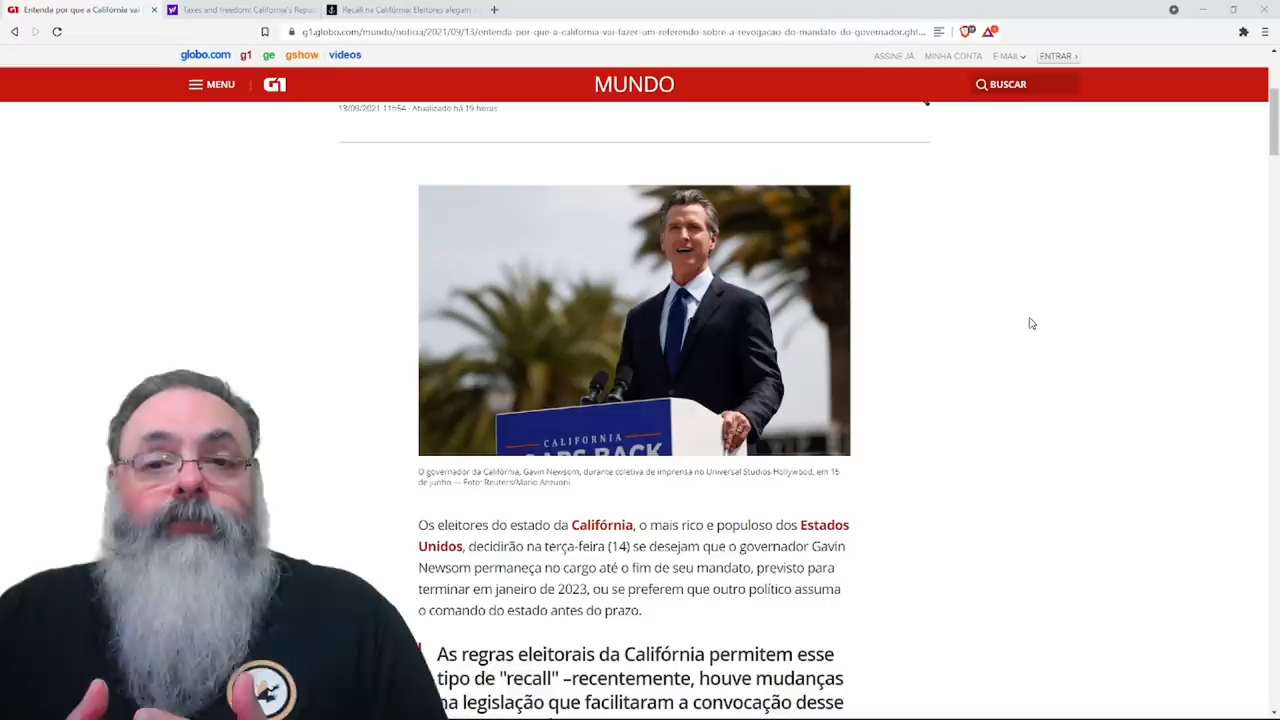 Entenda por que a Califórnia vai
Taxes and freedom: California's Repu
Recall na Califórnia: Eleitores alegam
g1.globo.com/mundo/noticia/2021/09/13/entenda-por-que-a-california-vai-fazer-um-referendo-sobre-a-revogacao-do-mandato-do-governador.ght...
globo.com g1 ge gshow videos
ASSINE JÁ MINHA CONTA E-MAIL ENTRAR ›
MENU G1 MUNDO BUSCAR
13/09/2021 11h54 · Atualizado há 19 horas
CALIFORNIA
BACK
O governador da Califórnia, Gavin Newsom, durante coletiva de imprensa no Universal Studios Hollywood, em 15
de junho — Foto: Reuters/Mario Anzuoni
Os eleitores do estado da Califórnia, o mais rico e populoso dos Estados
Unidos, decidirão na terça-feira (14) se desejam que o governador Gavin
Newsom permaneça no cargo até o fim de seu mandato, previsto para
terminar em janeiro de 2023, ou se preferem que outro político assuma
o comando do estado antes do prazo.
As regras eleitorais da Califórnia permitem esse
tipo de "recall" –recentemente, houve mudanças
na legislação que facilitaram a convocação desse